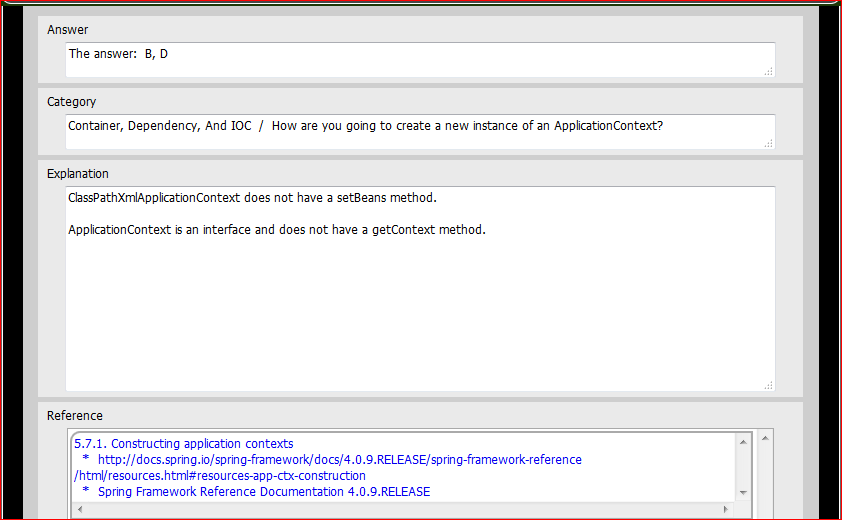 Answer
The answer:  B, D
Category
Container, Dependency, And IOC  /  How are you going to create a new instance of an ApplicationContext?
Explanation
ClassPathXmlApplicationContext does not have a setBeans method.
ApplicationContext is an interface and does not have a getContext method.
Reference
5.7.1. Constructing application contexts
*  http://docs.spring.io/spring-framework/docs/4.0.9.RELEASE/spring-framework-reference
/html/resources.html#resources-app-ctx-construction
*  Spring Framework Reference Documentation 4.0.9.RELEASE